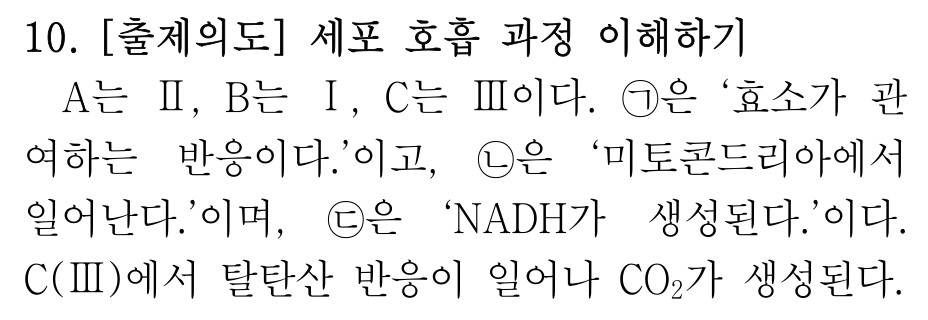 10. [출제의도] 세포 호흡 과정 이해하기
A는 Ⅱ, B는 Ⅰ, C는 Ⅲ이다. ㉠은 ‘효소가 관
여하는 반응이다.’이고, ㉡은 ‘미토콘드리아에서
일어난다.’이며, ㉢은 ‘NADH가 생성된다.’이다.
C(Ⅲ)에서 탈탄산 반응이 일어나 CO₂가 생성된다.